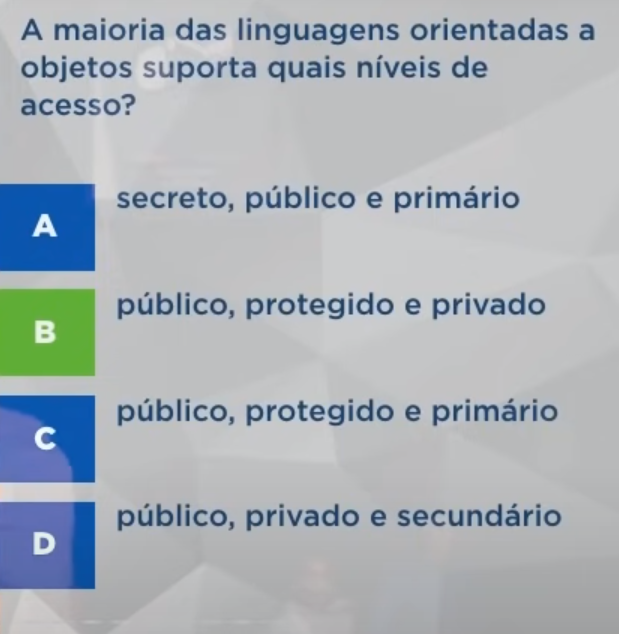 A maioria das linguagens orientadas a
objetos suporta quais níveis de
acesso?
A
secreto, público e primário
B
público, protegido e privado
C
público, protegido e primário
D
público, privado e secundário